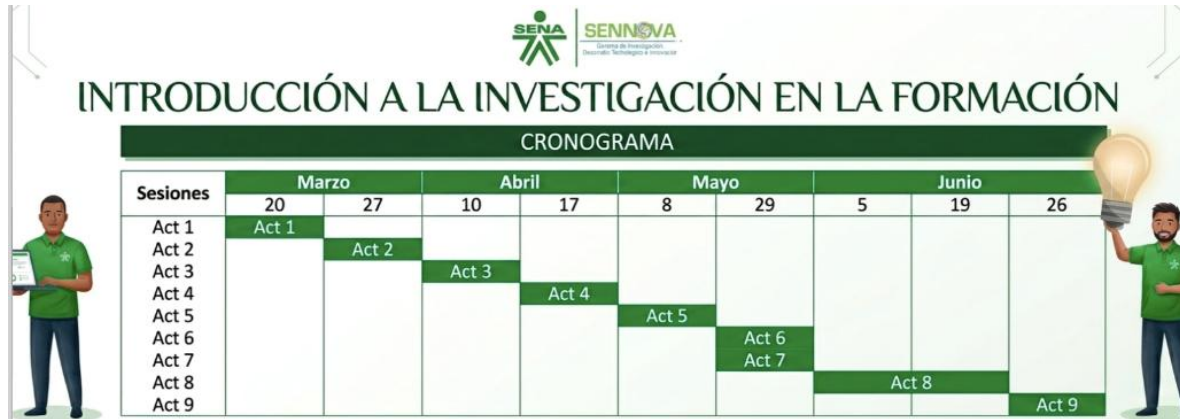 SENA
SENNOVA
INTRODUCCIÓN A LA INVESTIGACIÓN EN LA FORMACIÓN
CRONOGRAMA
Sesiones Marzo Abril Mayo Junio
20 27 10 17 8 29 5 19 26
Act 1 Act 1
Act 2 Act 2
Act 3 Act 3
Act 4 Act 4
Act 5 Act 5
Act 6 Act 6
Act 7 Act 7
Act 8 Act 8
Act 9 Act 9